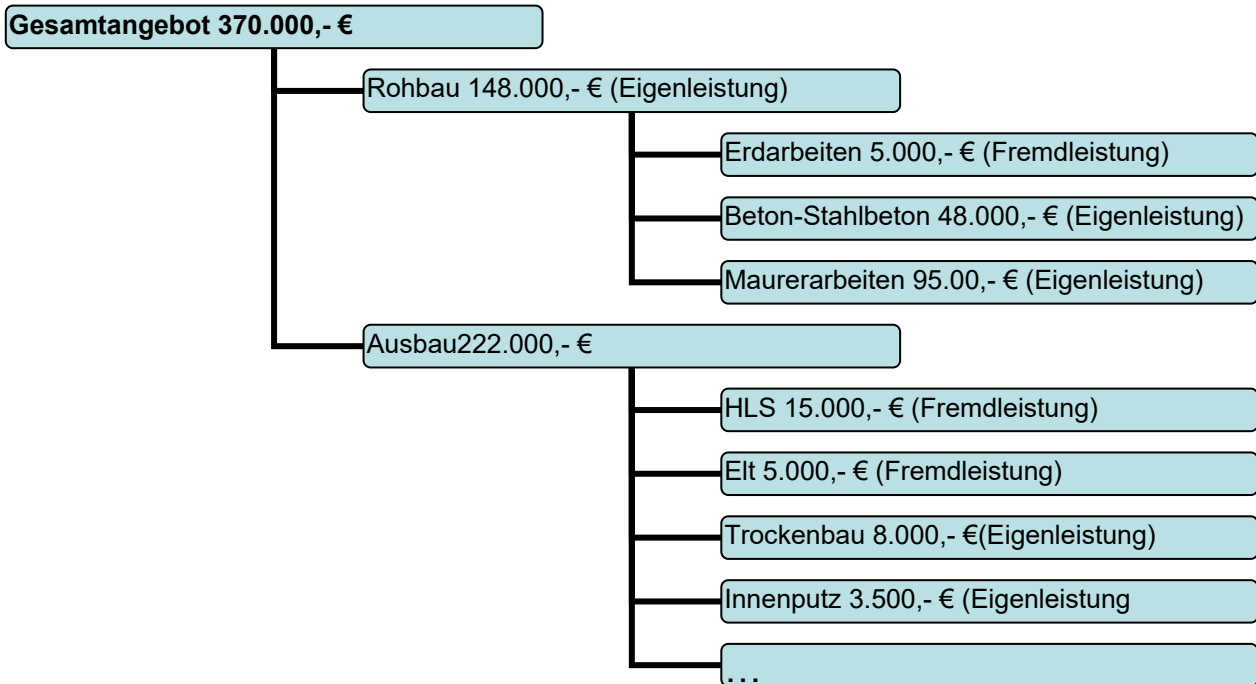 Gesamtangebot 370.000,- €
Rohbau 148.000,- € (Eigenleistung)
Erdarbeiten 5.000,- € (Fremdleistung)
Beton-Stahlbeton 48.000,- € (Eigenleistung)
Maurerarbeiten 95.00,- € (Eigenleistung)
Ausbau222.000,- €
HLS 15.000,- € (Fremdleistung)
Elt 5.000,- € (Fremdleistung)
Trockenbau 8.000,- €(Eigenleistung)
Innenputz 3.500,- € (Eigenleistung
...